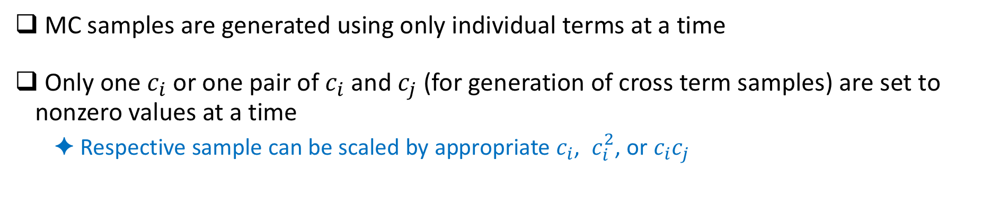 ❑ MC samples are generated using only individual terms at a time
❑ Only one $c_i$ or one pair of $c_i$ and $c_j$ (for generation of cross term samples) are set to
nonzero values at a time
✦ Respective sample can be scaled by appropriate $c_i$, $c_i^2$, or $c_i c_j$